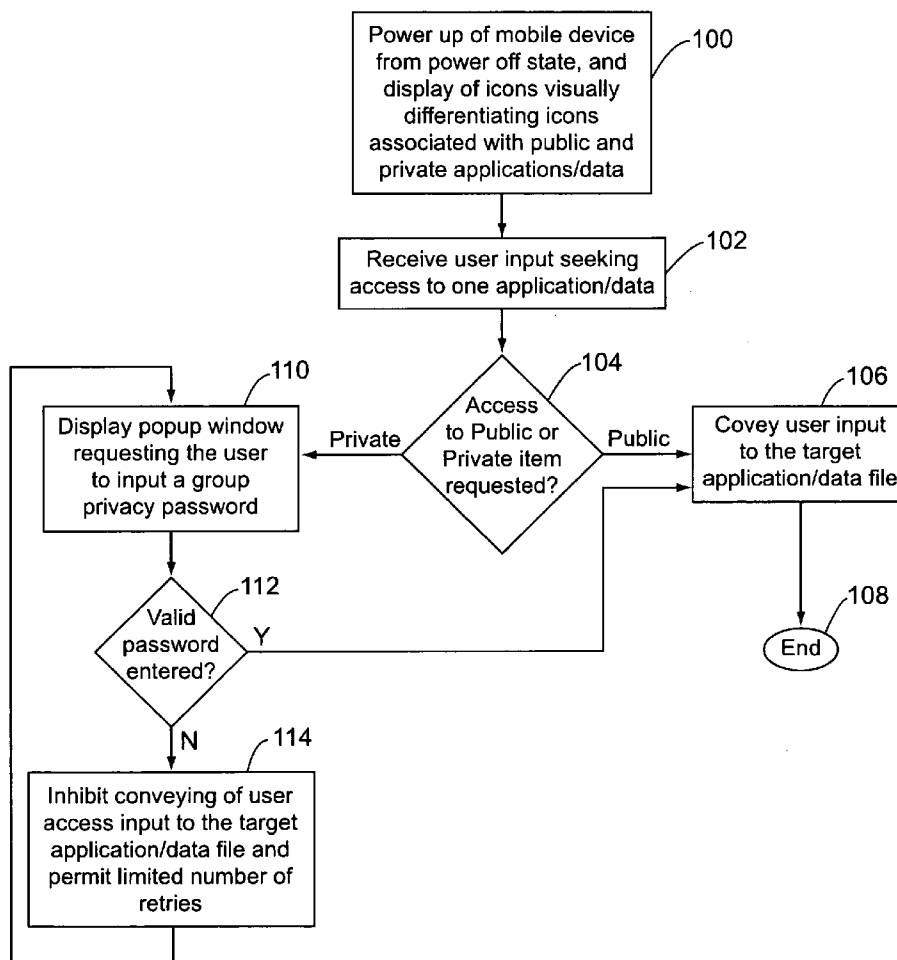 Power up of mobile device
from power off state, and
display of icons visually
differentiating icons
associated with public and
private applications/data
100
Receive user input seeking
access to one application/data
102
Access
to Public or
Private item
requested?
104
Private
Public
110
Display popup window
requesting the user
to input a group
privacy password
106
Covey user input
to the target
application/data file
108
End
112
Valid
password
entered?
Y
N
114
Inhibit conveying of user
access input to the target
application/data file and
permit limited number of
retries